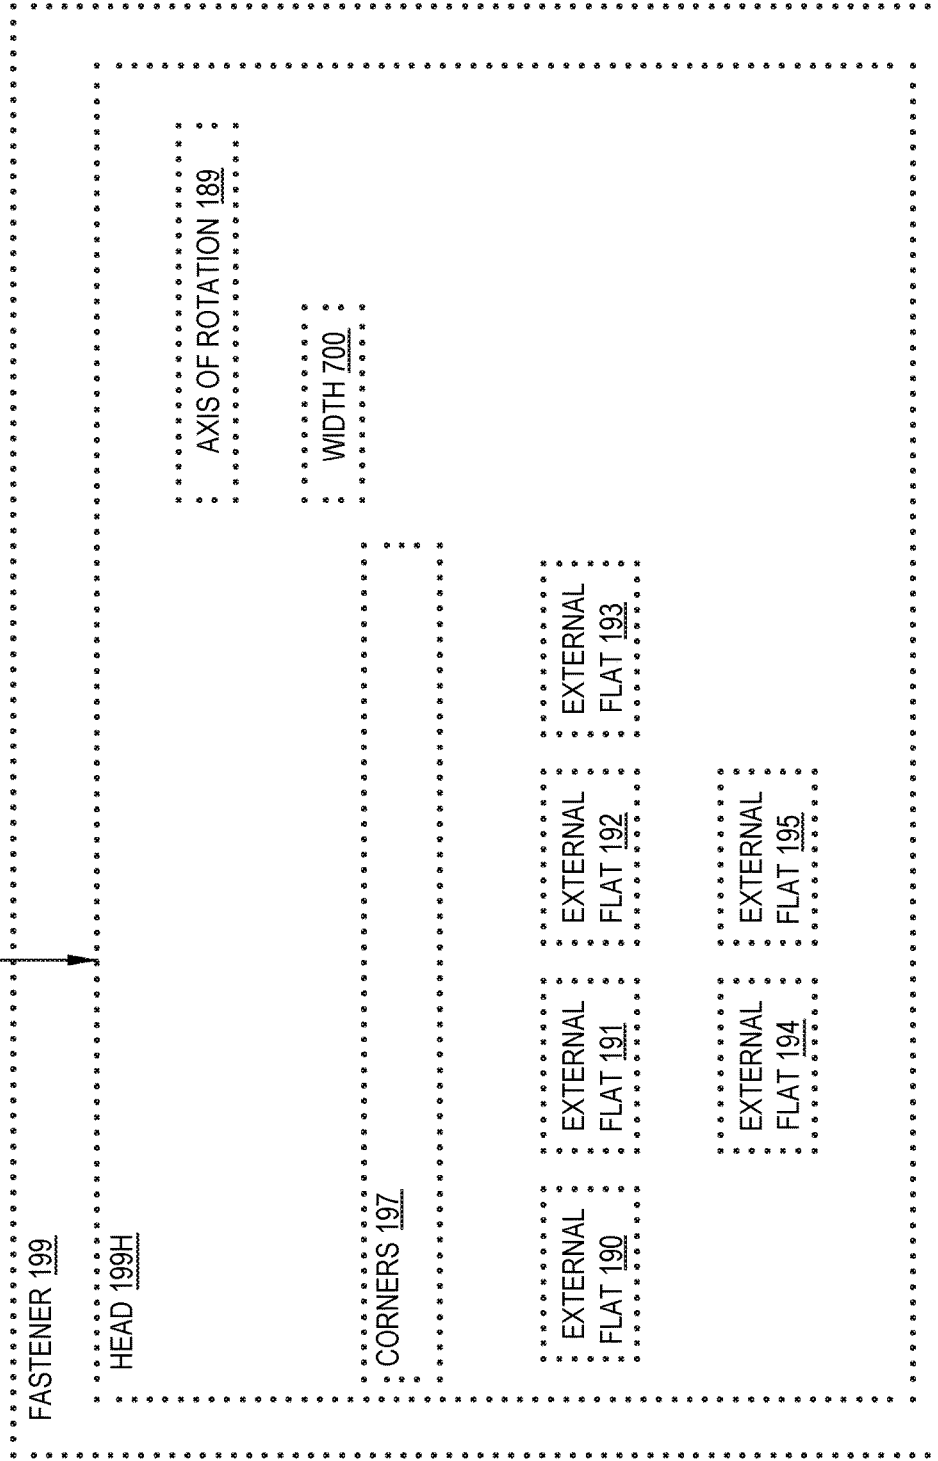 FASTENER 199
HEAD 199H
AXIS OF ROTATION 189
WIDTH 700
CORNERS 197
EXTERNAL
FLAT 190
EXTERNAL
FLAT 191
EXTERNAL
FLAT 192
EXTERNAL
FLAT 193
EXTERNAL
FLAT 194
EXTERNAL
FLAT 195